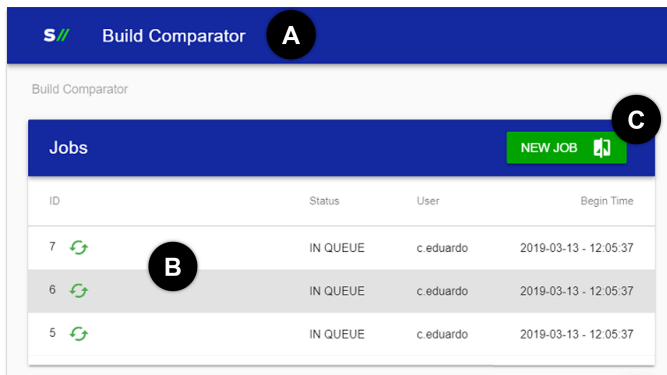 S// Build Comparator A
Build Comparator
C
Jobs NEW JOB
ID Status User Begin Time
7 IN QUEUE c.eduardo 2019-03-13 - 12:05:37
B
6 IN QUEUE c.eduardo 2019-03-13 - 12:05:37
5 IN QUEUE c.eduardo 2019-03-13 - 12:05:37